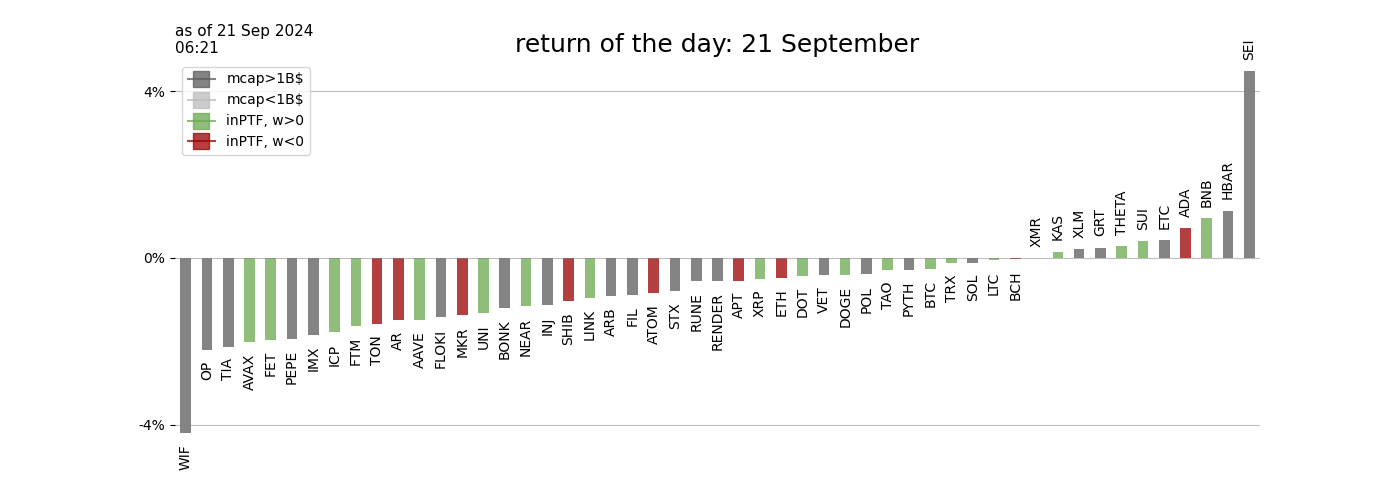 as of 21 Sep 2024
06:21
return of the day: 21 September
mcap>1B$
mcap<1B$
inPTF, w>0
inPTF, w<0
4%
0%
-4%
WIF
OP
TIA
AVAX
FET
PEPE
IMX
ICP
FTM
TON
AR
AAVE
FLOKI
MKR
UNI
BONK
NEAR
INJ
SHIB
LINK
ARB
FIL
ATOM
STX
RUNE
RENDER
APT
XRP
ETH
DOT
VET
DOGE
POL
TAO
PYTH
BTC
TRX
SOL
LTC
BCH
XMR
KAS
XLM
GRT
THETA
SUI
ETC
ADA
BNB
HBAR
SEI